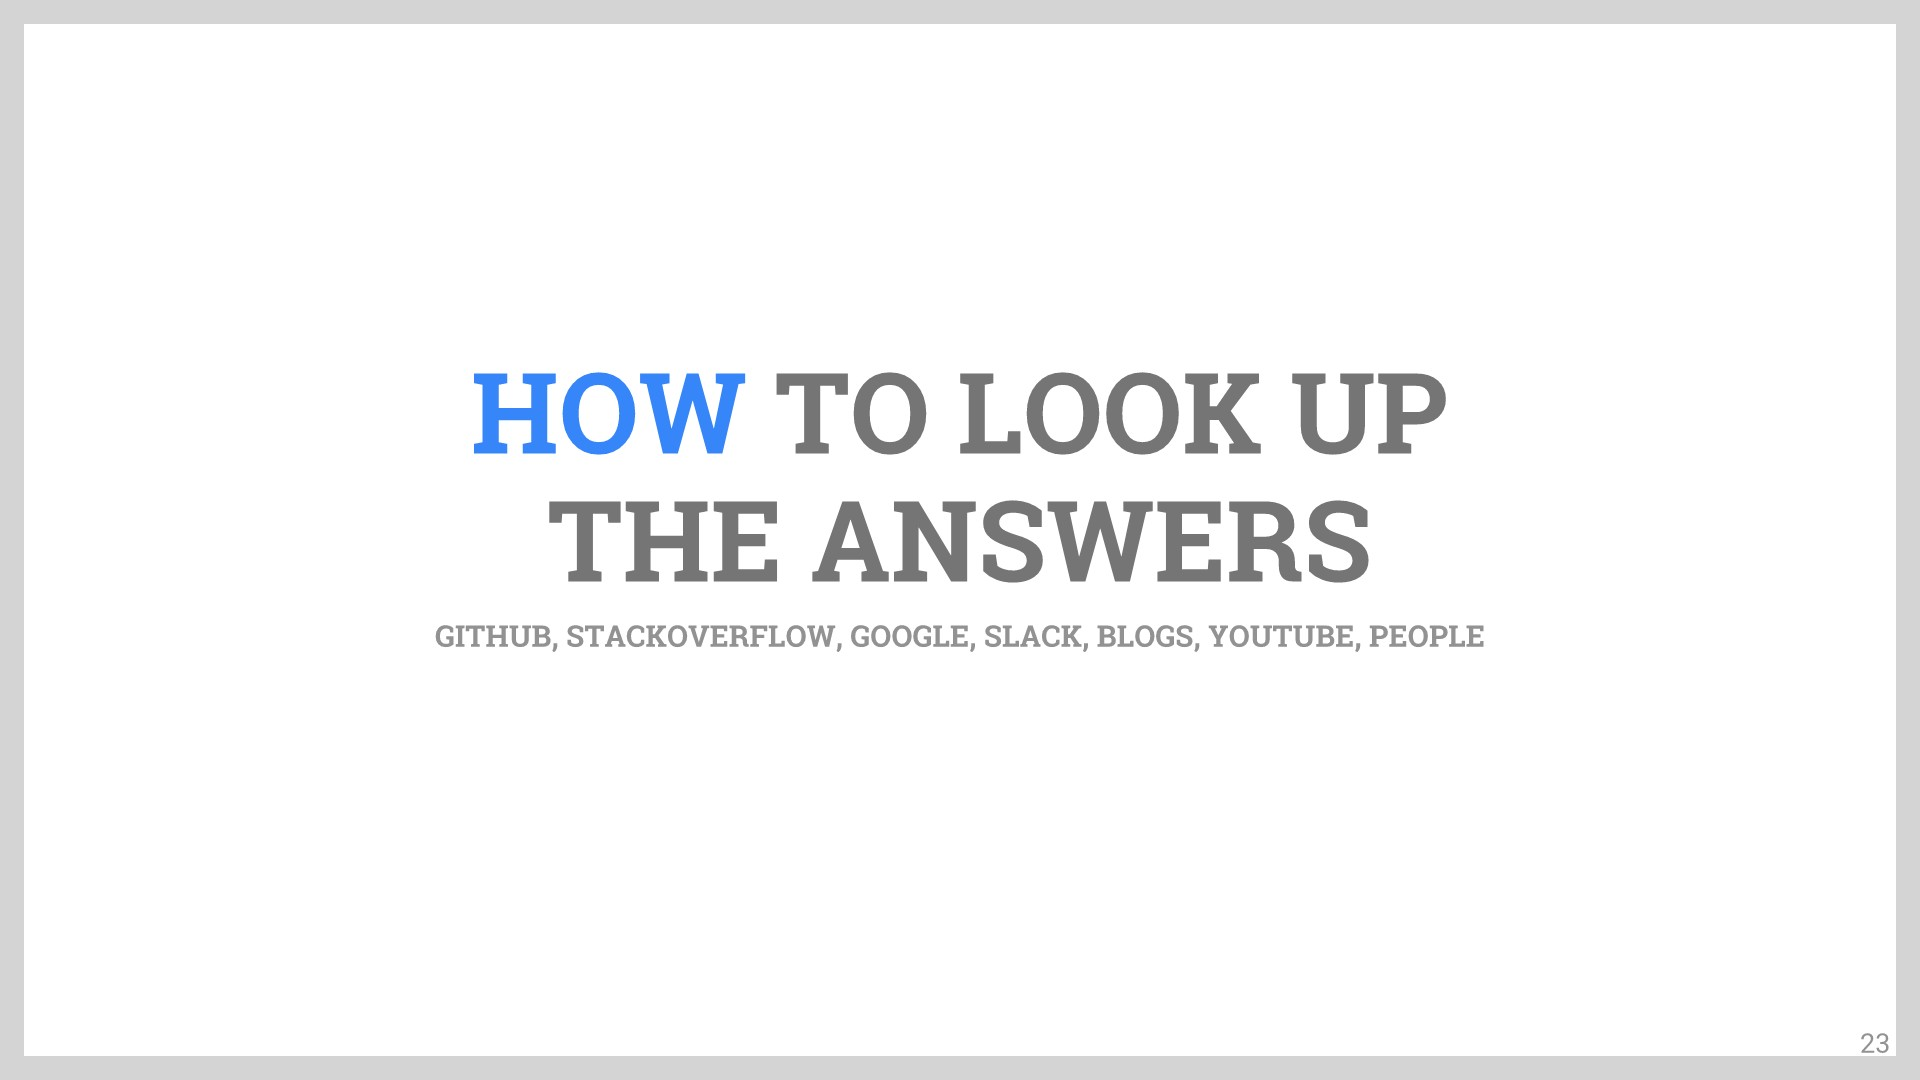 HOW TO LOOK UP
THE ANSWERS
GITHUB, STACKOVERFLOW, GOOGLE, SLACK, BLOGS, YOUTUBE, PEOPLE
23